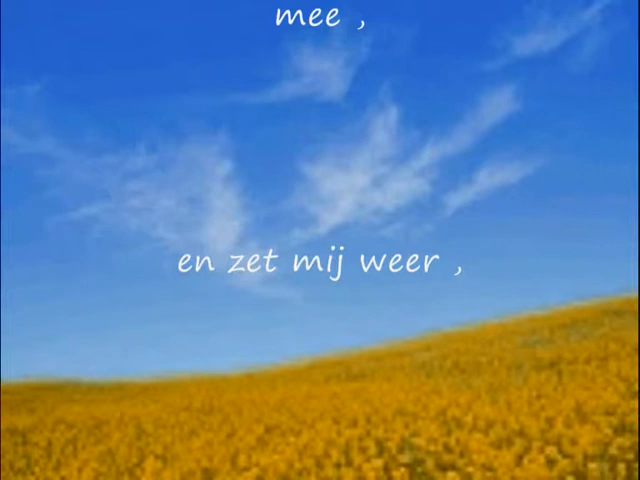 mee ,
en zet mij weer ,